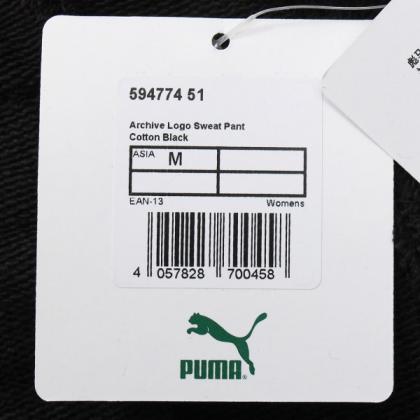 594774 51
Archive Logo Sweat Pant
Cotton Black
ASIA M
EAN-13 Womens
4 057828 700458
PUMA